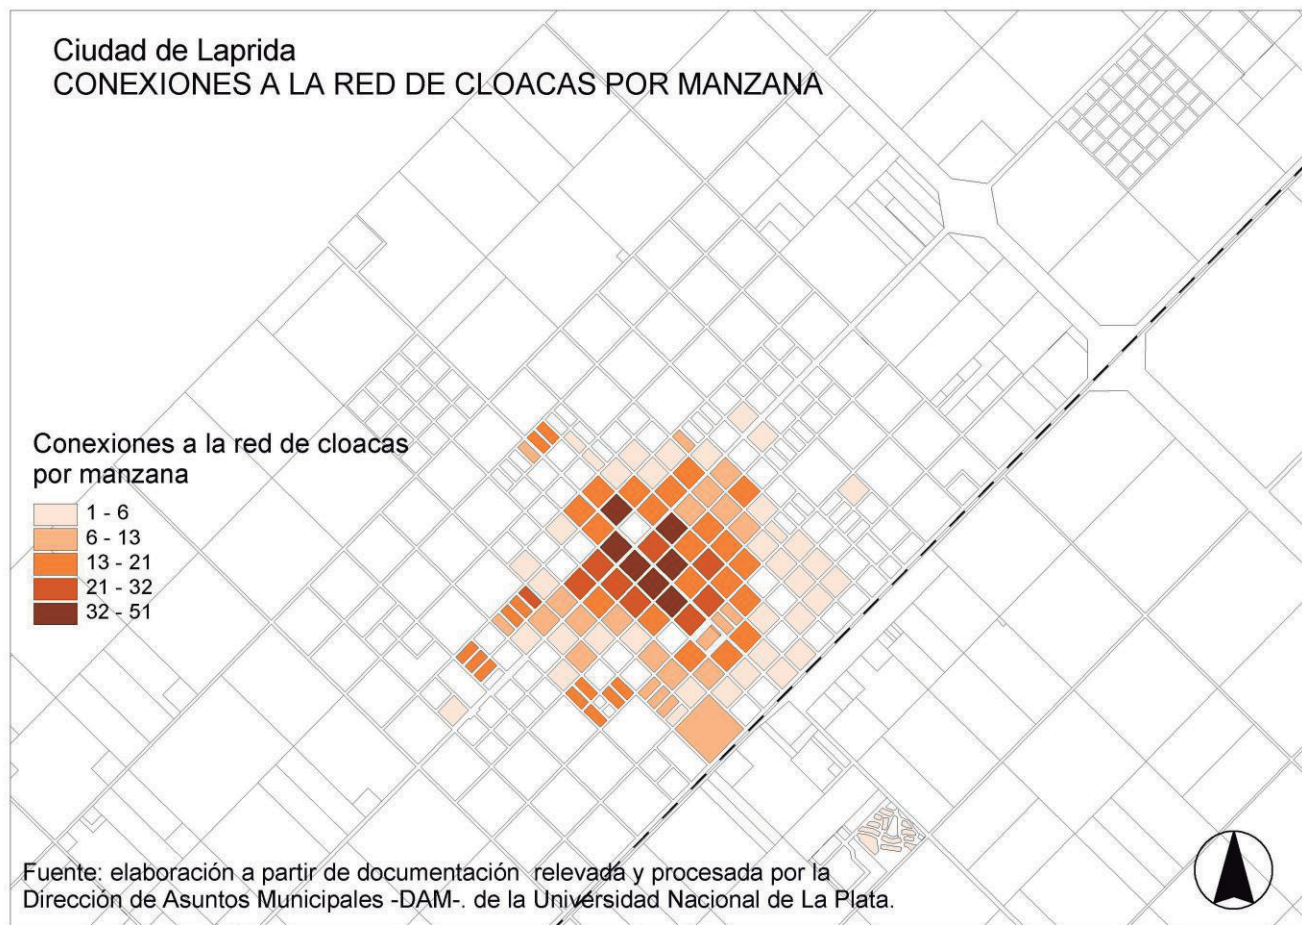 Ciudad de Laprida
CONEXIONES A LA RED DE CLOACAS POR MANZANA
Conexiones a la red de cloacas
por manzana
1 - 6
6 - 13
13 - 21
21 - 32
32 - 51
Fuente: elaboración a partir de documentación relevada y procesada por la
Dirección de Asuntos Municipales -DAM-. de la Universidad Nacional de La Plata.